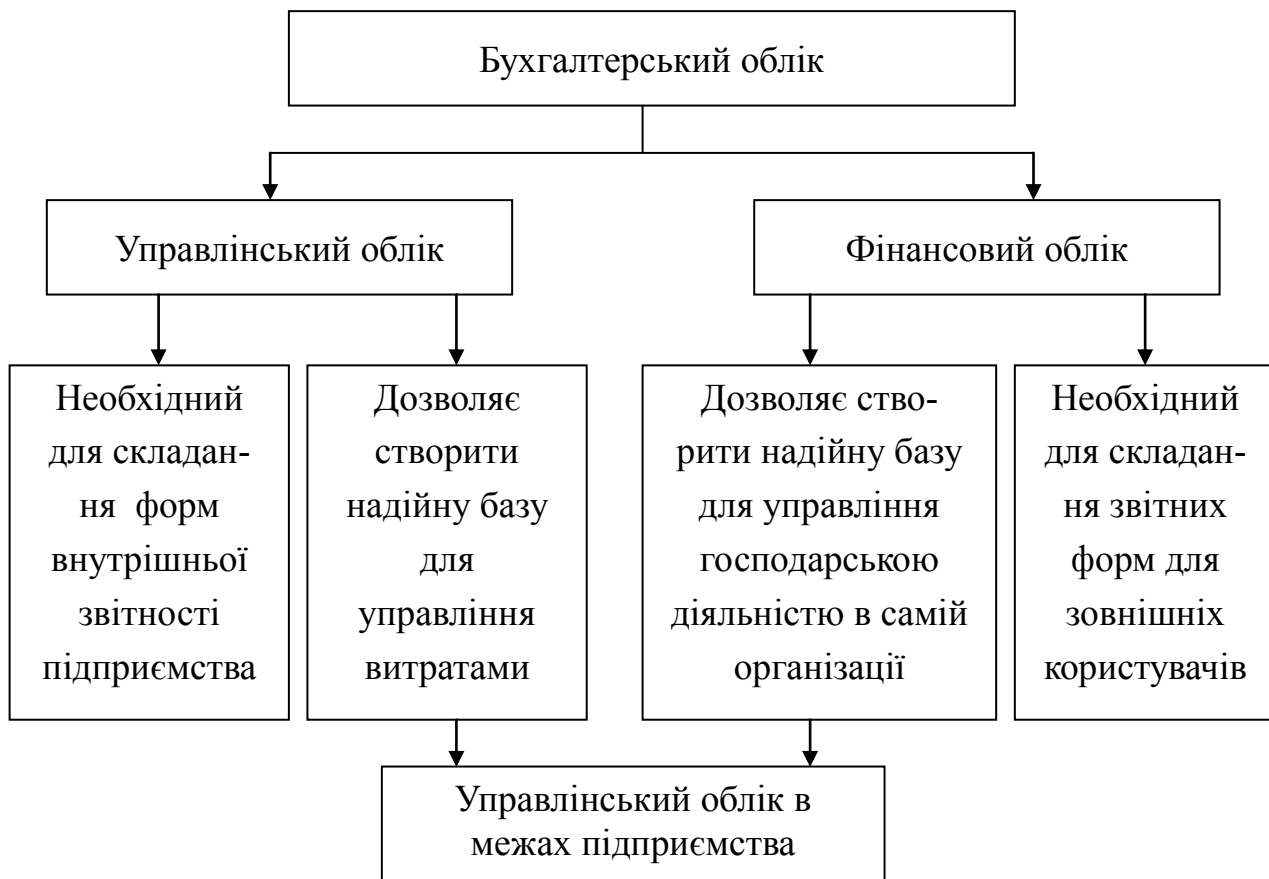 Бухгалтерський облік
Управлінський облік
Фінансовий облік
Необхідний
для складан-
ня форм
внутрішньої
звітності
підприємства
Дозволяє
створити
надійну базу
для
управління
витратами
Дозволяє ство-
рити надійну базу
для управління
господарською
діяльністю в самій
організації
Необхідний
для складан-
ня звітних
форм для
зовнішніх
користувачів
Управлінський облік в
межах підприємства